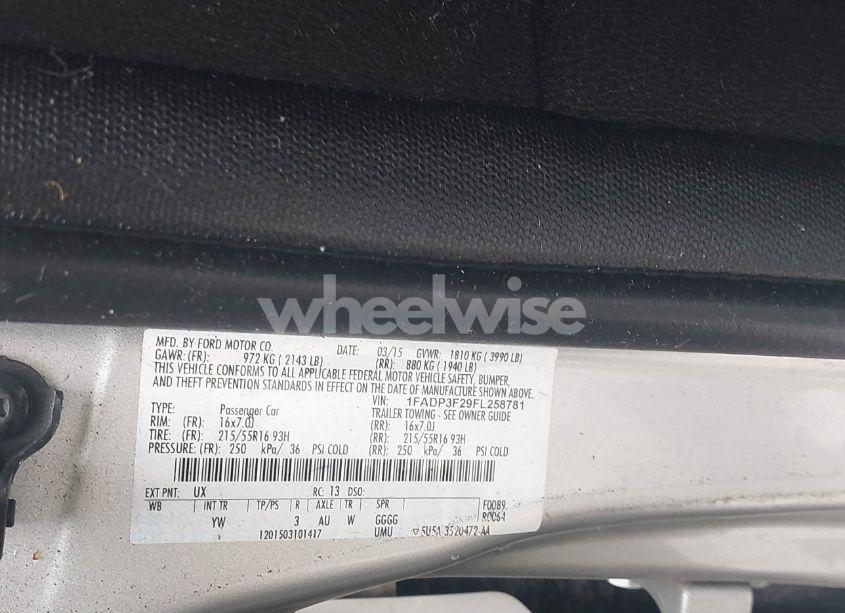 wheelwise
MFD. BY FORD MOTOR CO. DATE: 03/15 GVWR: 1810 KG ( 3990 LB)
GAWR: (FR): 972 KG ( 2143 LB) (RR): 880 KG ( 1940 LB)
THIS VEHICLE CONFORMS TO ALL APPLICABLE FEDERAL MOTOR VEHICLE SAFETY, BUMPER,
AND THEFT PREVENTION STANDARDS IN EFFECT ON THE DATE OF MANUFACTURE SHOWN ABOVE.
VIN: 1FADP3F29FL258781
TYPE: Passenger Car TRAILER TOWING - SEE OWNER GUIDE
RIM: (FR) 16x7.0J (RR): 16x7.0J
TIRE: (FR) 215/55R16 93H (RR): 215/55R16 93H
PRESSURE: (FR) 250 kPa/ 36 PSI COLD (RR): 250 kPa/ 36 PSI COLD
EXT PNT: UX RC: 13 DSO:
WB INT TR TP/PS R AXLE TR SPR F0089.
YW 3 AU W GGGG
1201503101417 UMU 5U5A-3520472-AA